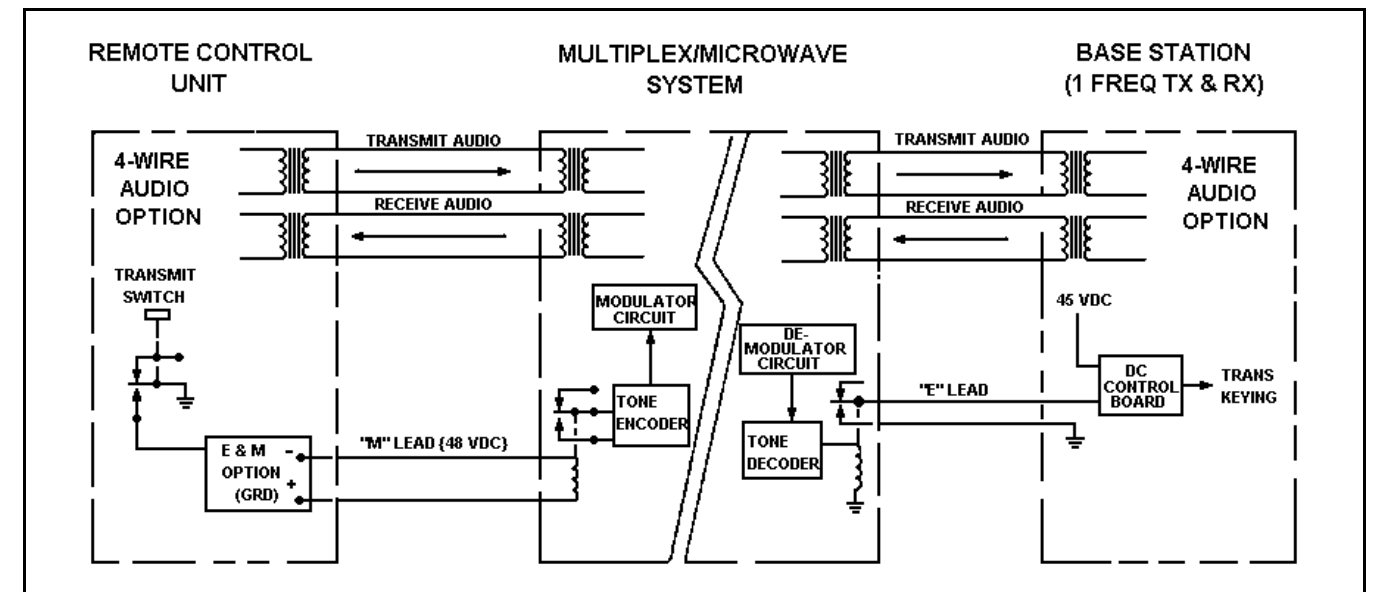 REMOTE CONTROL
UNIT
MULTIPLEX/MICROWAVE
SYSTEM
BASE STATION
(1 FREQ TX & RX)
4-WIRE
AUDIO
OPTION
TRANSMIT AUDIO
RECEIVE AUDIO
TRANSMIT
SWITCH
E & M
OPTION
(GRD)
-
+
"M" LEAD {48 VDC}
MODULATOR
CIRCUIT
TONE
ENCODER
DE-
MODULATOR
CIRCUIT
TONE
DECODER
TRANSMIT AUDIO
RECEIVE AUDIO
"E" LEAD
4-WIRE
AUDIO
OPTION
45 VDC
DC
CONTROL
BOARD
TRANS
KEYING